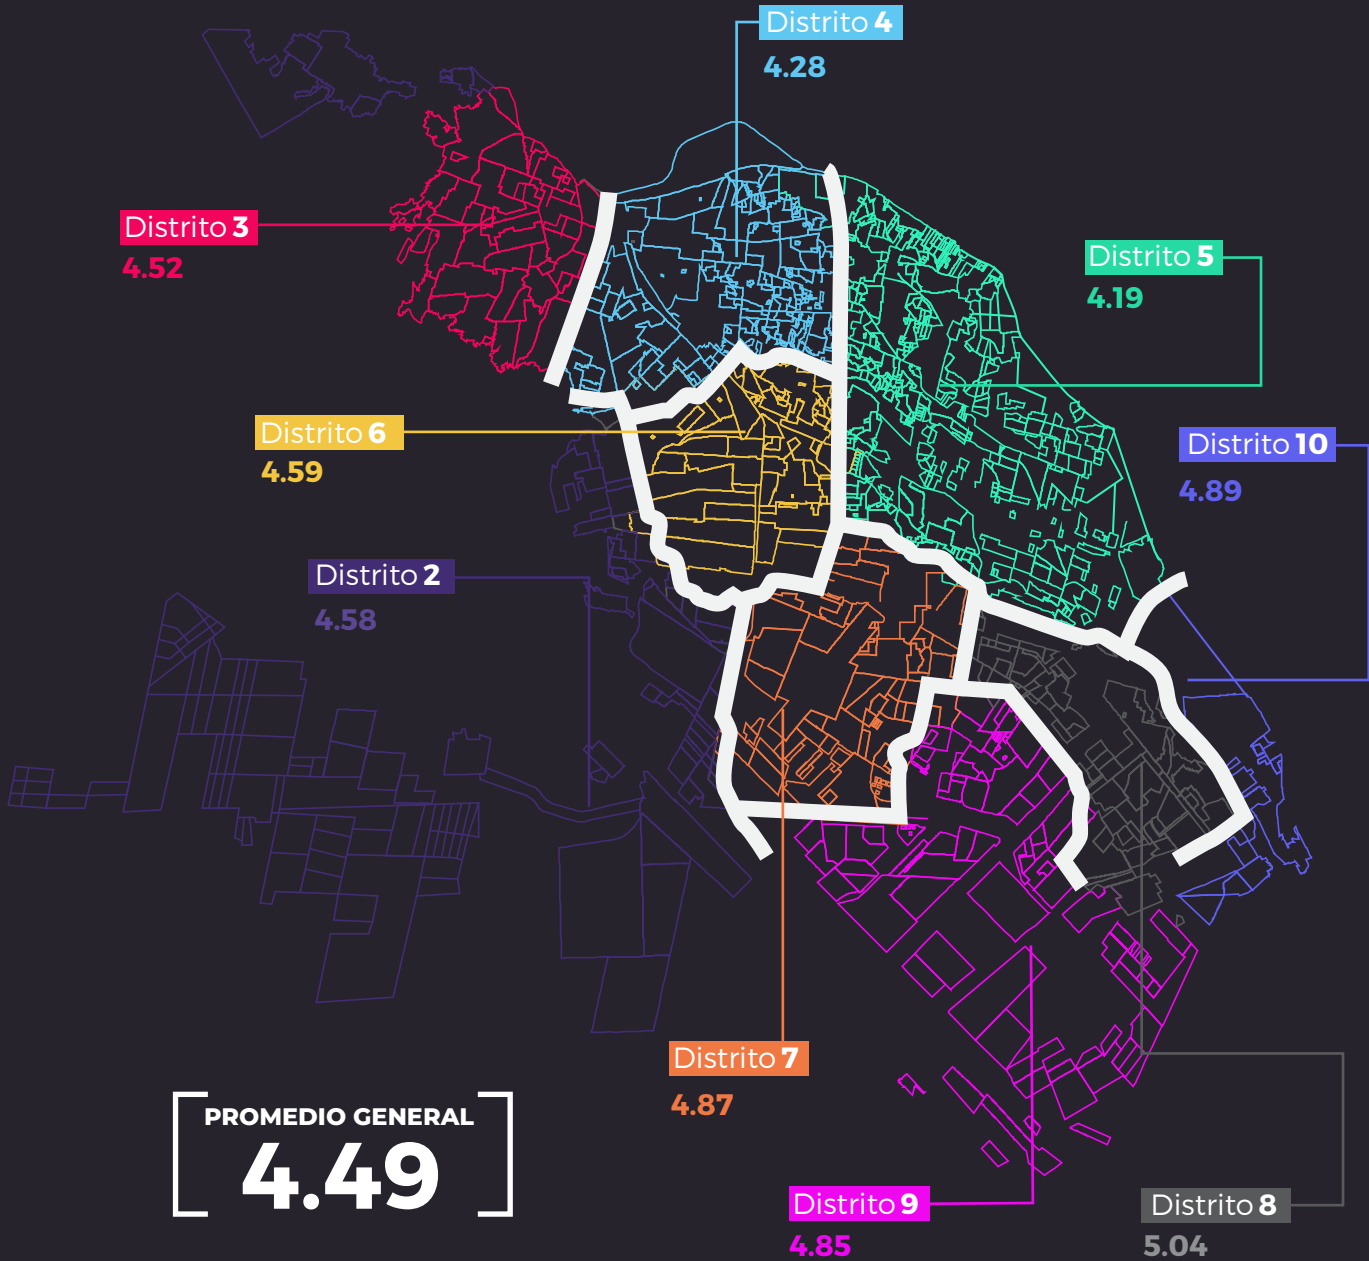 Distrito 4
4.28
Distrito 3
4.52
Distrito 5
4.19
Distrito 6
4.59
Distrito 10
4.89
Distrito 2
4.58
Distrito 7
4.87
PROMEDIO GENERAL
4.49
Distrito 9
4.85
Distrito 8
5.04